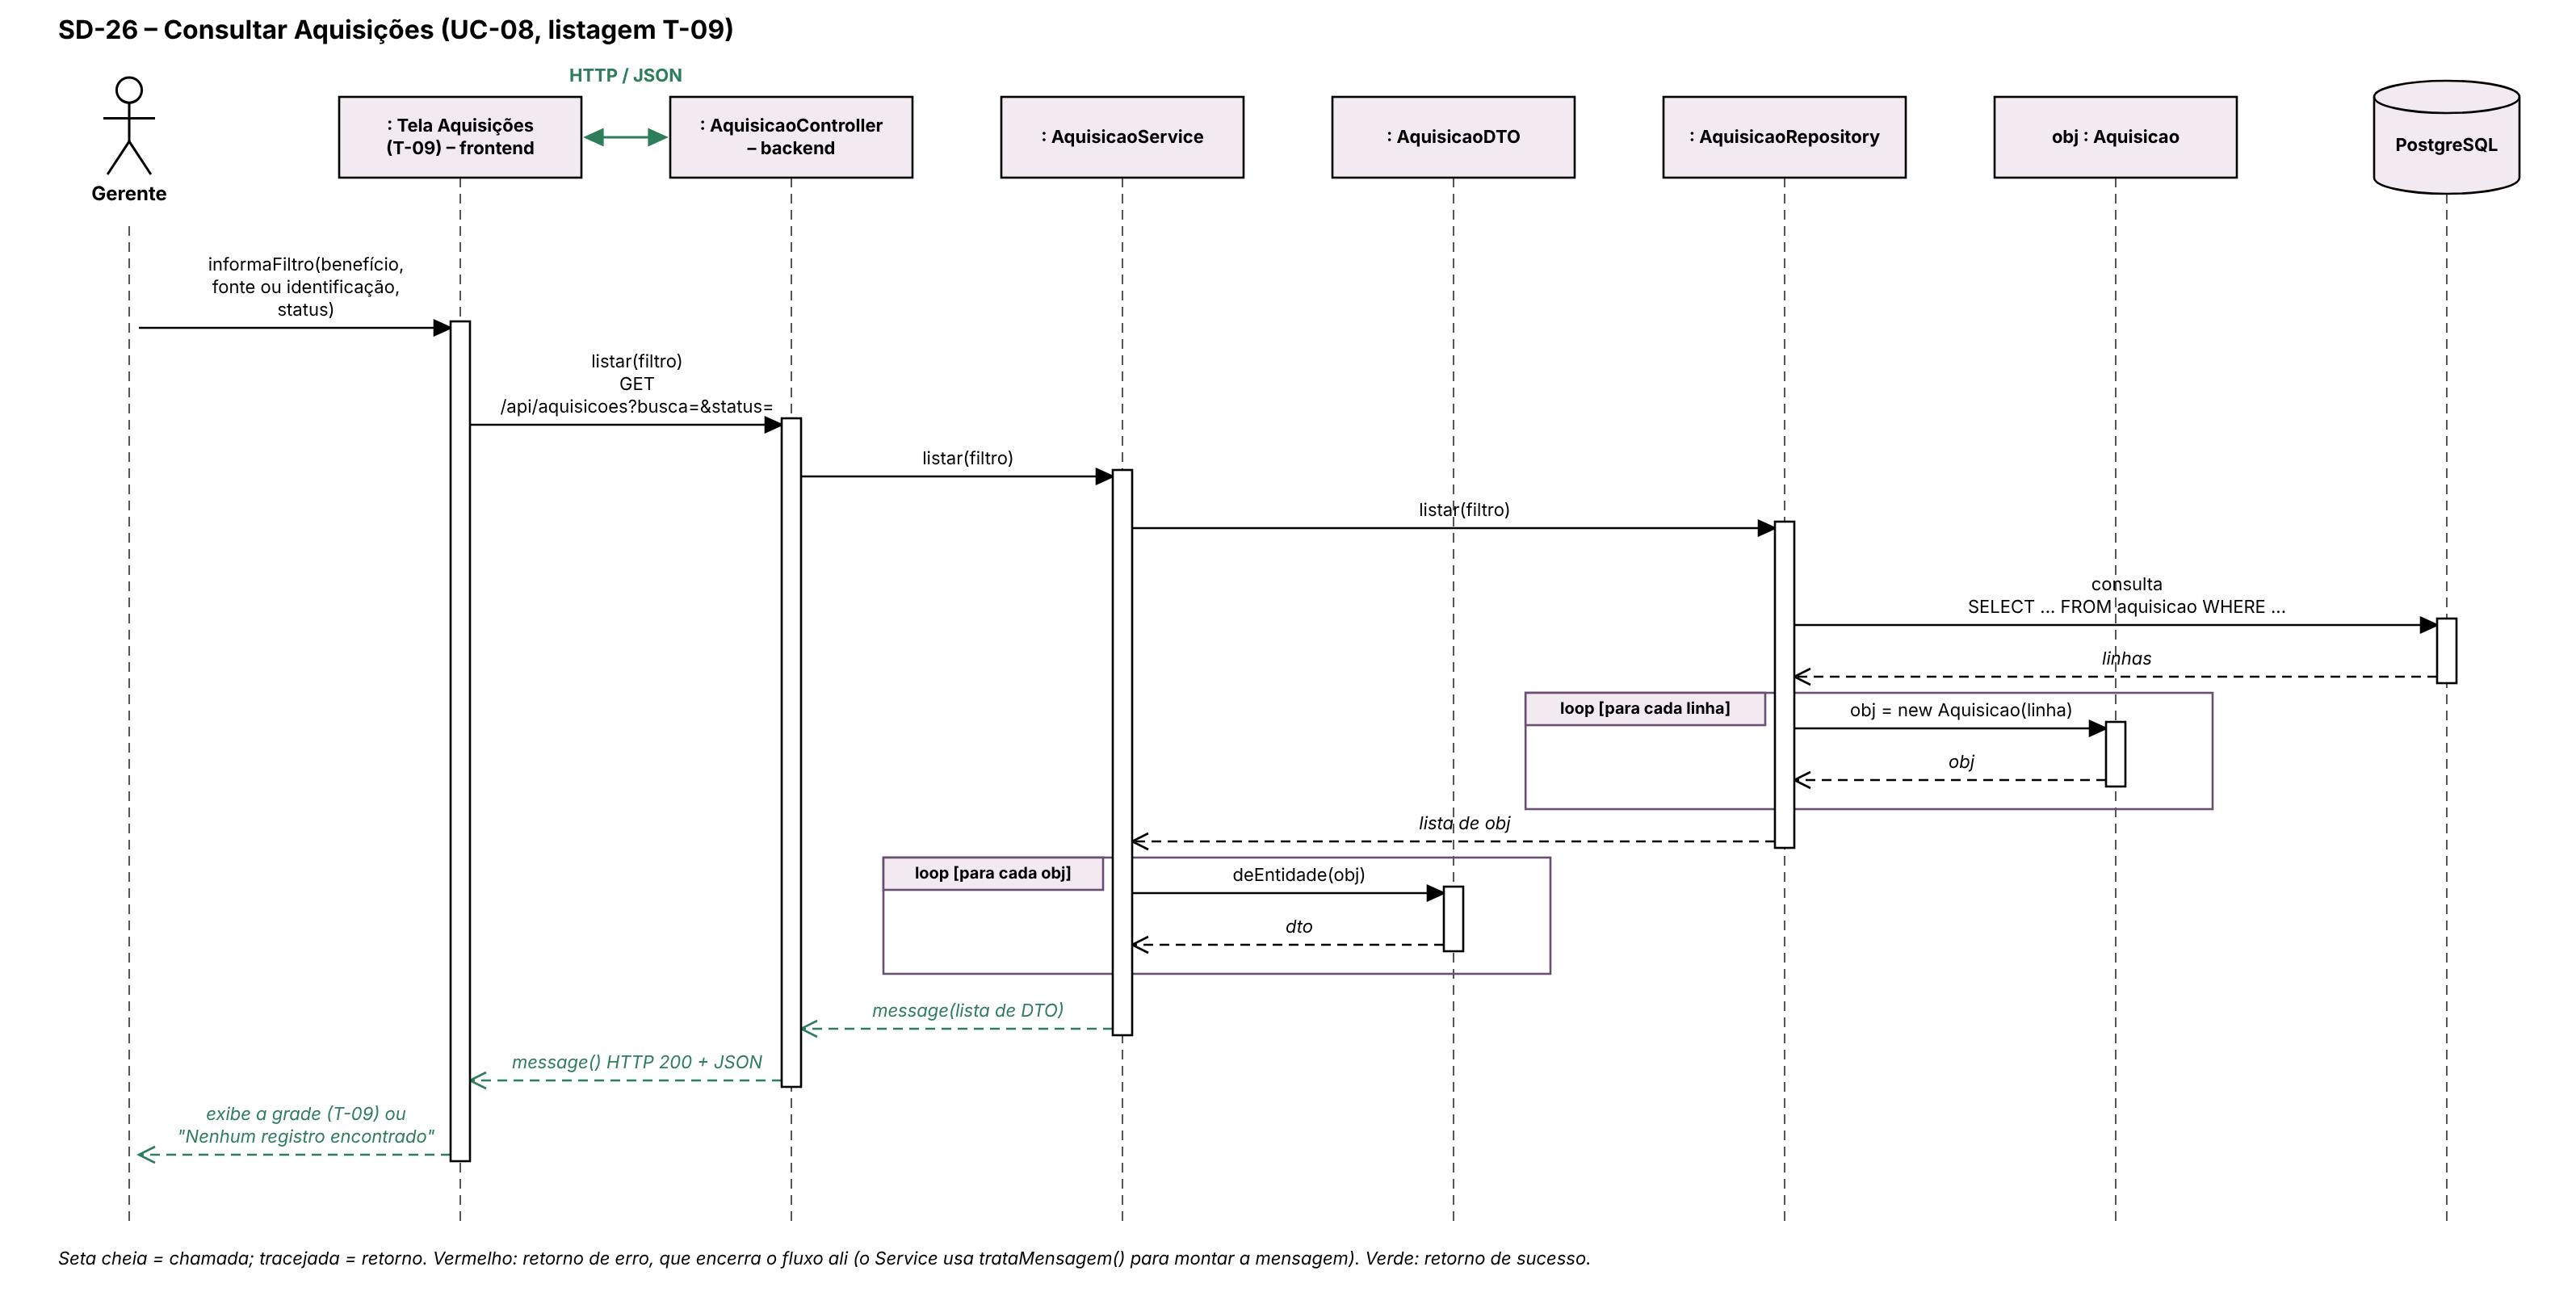 SD-26 – Consultar Aquisições (UC-08, listagem T-09)
HTTP / JSON
Gerente
: Tela Aquisições
(T-09) – frontend
: AquisicaoController
– backend
: AquisicaoService
: AquisicaoDTO
: AquisicaoRepository
obj : Aquisicao
PostgreSQL
informaFiltro(benefício,
fonte ou identificação,
status)
listar(filtro)
GET
/api/aquisicoes?busca=&status=
listar(filtro)
listar(filtro)
consulta
SELECT ... FROM aquisicao WHERE ...
linhas
loop [para cada linha]
obj = new Aquisicao(linha)
obj
lista de obj
loop [para cada obj]
deEntidade(obj)
dto
message(lista de DTO)
message() HTTP 200 + JSON
exibe a grade (T-09) ou
"Nenhum registro encontrado"
Seta cheia = chamada; tracejada = retorno. Vermelho: retorno de erro, que encerra o fluxo ali (o Service usa trataMensagem() para montar a mensagem). Verde: retorno de sucesso.